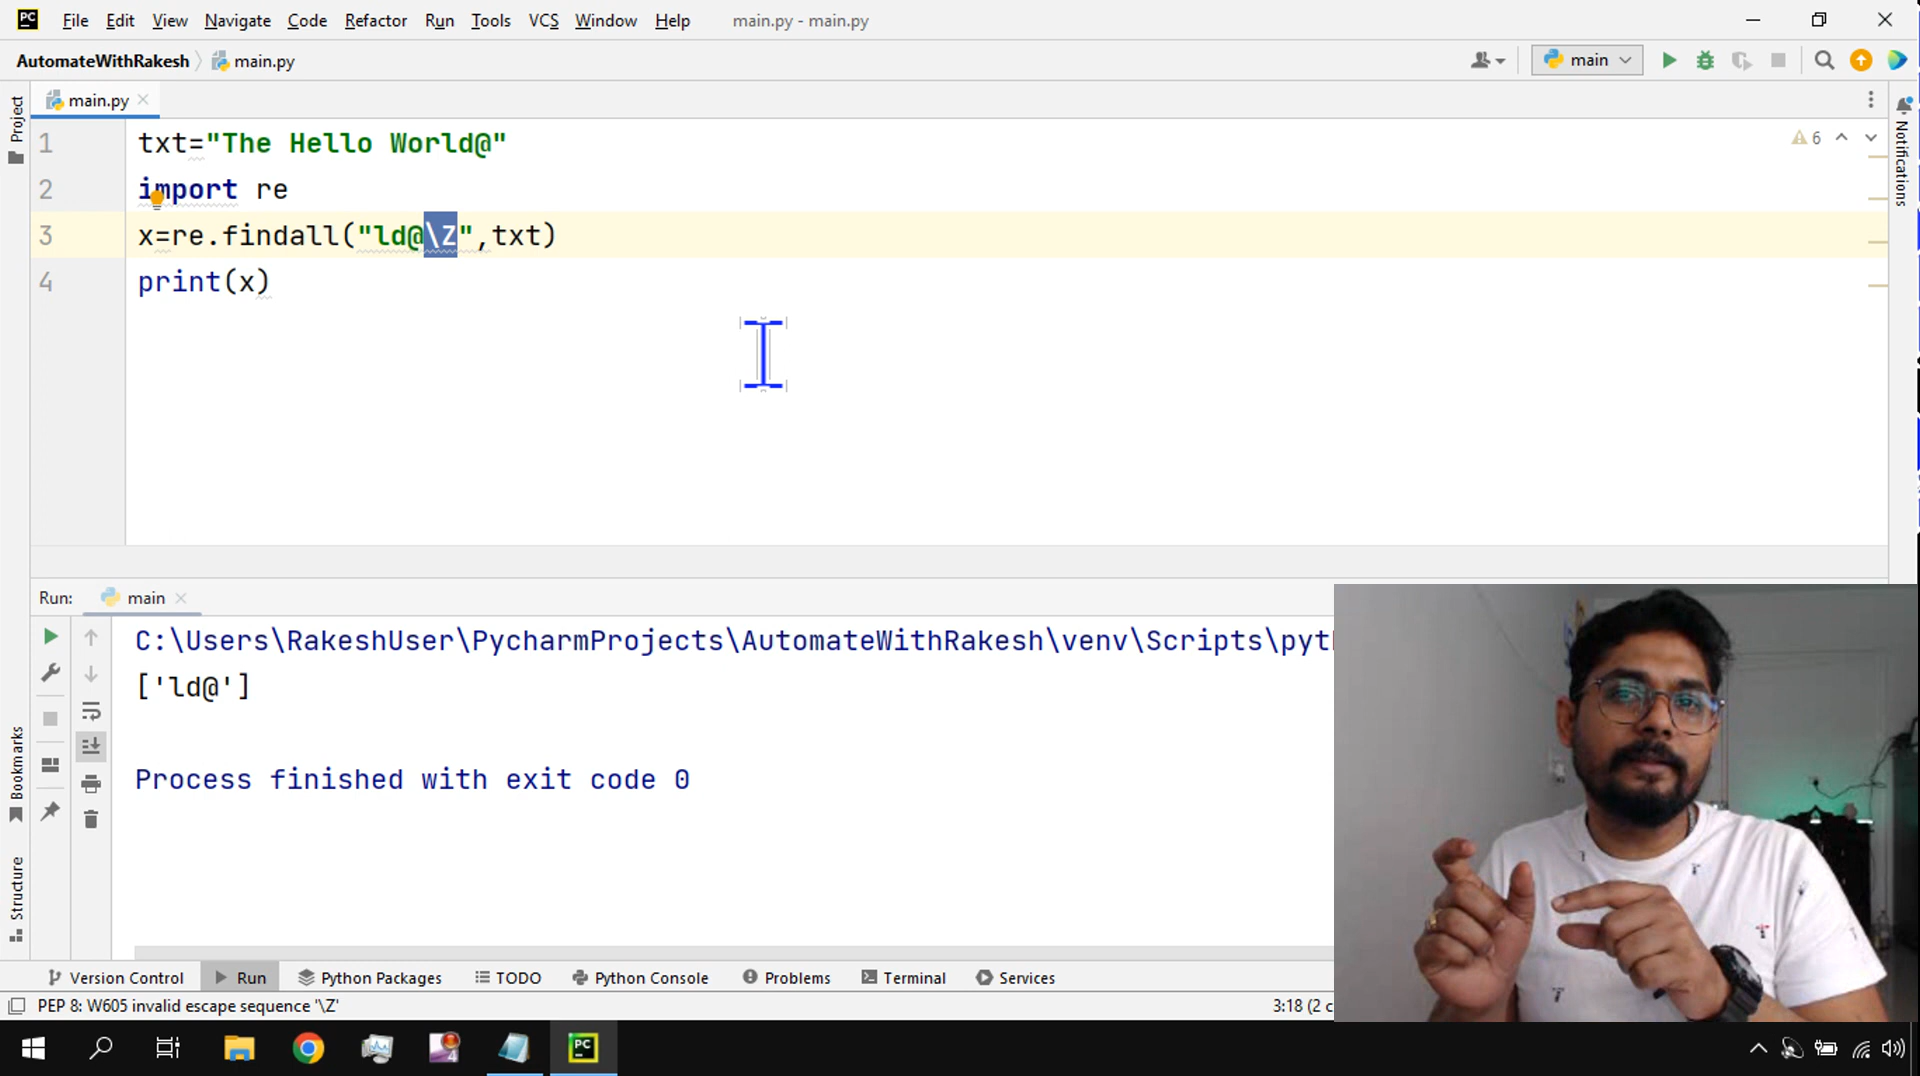 PC File Edit View Navigate Code Refactor Run Tools VCS Window Help main.py - main.py
AutomateWithRakesh main.py main
Project main.py
Notifications
1 txt="The Hello World@" 6
2 import re
3 x=re.findall("ld@\Z",txt)
4 print(x)
Run: main
C:\Users\RakeshUser\PycharmProjects\AutomateWithRakesh\venv\Scripts\pyt
['ld@']
Process finished with exit code 0
Bookmarks
Structure
Version Control Run Python Packages TODO Python Console Problems Terminal Services
PEP 8: W605 invalid escape sequence '\Z' 3:18 (2 c
4 PC